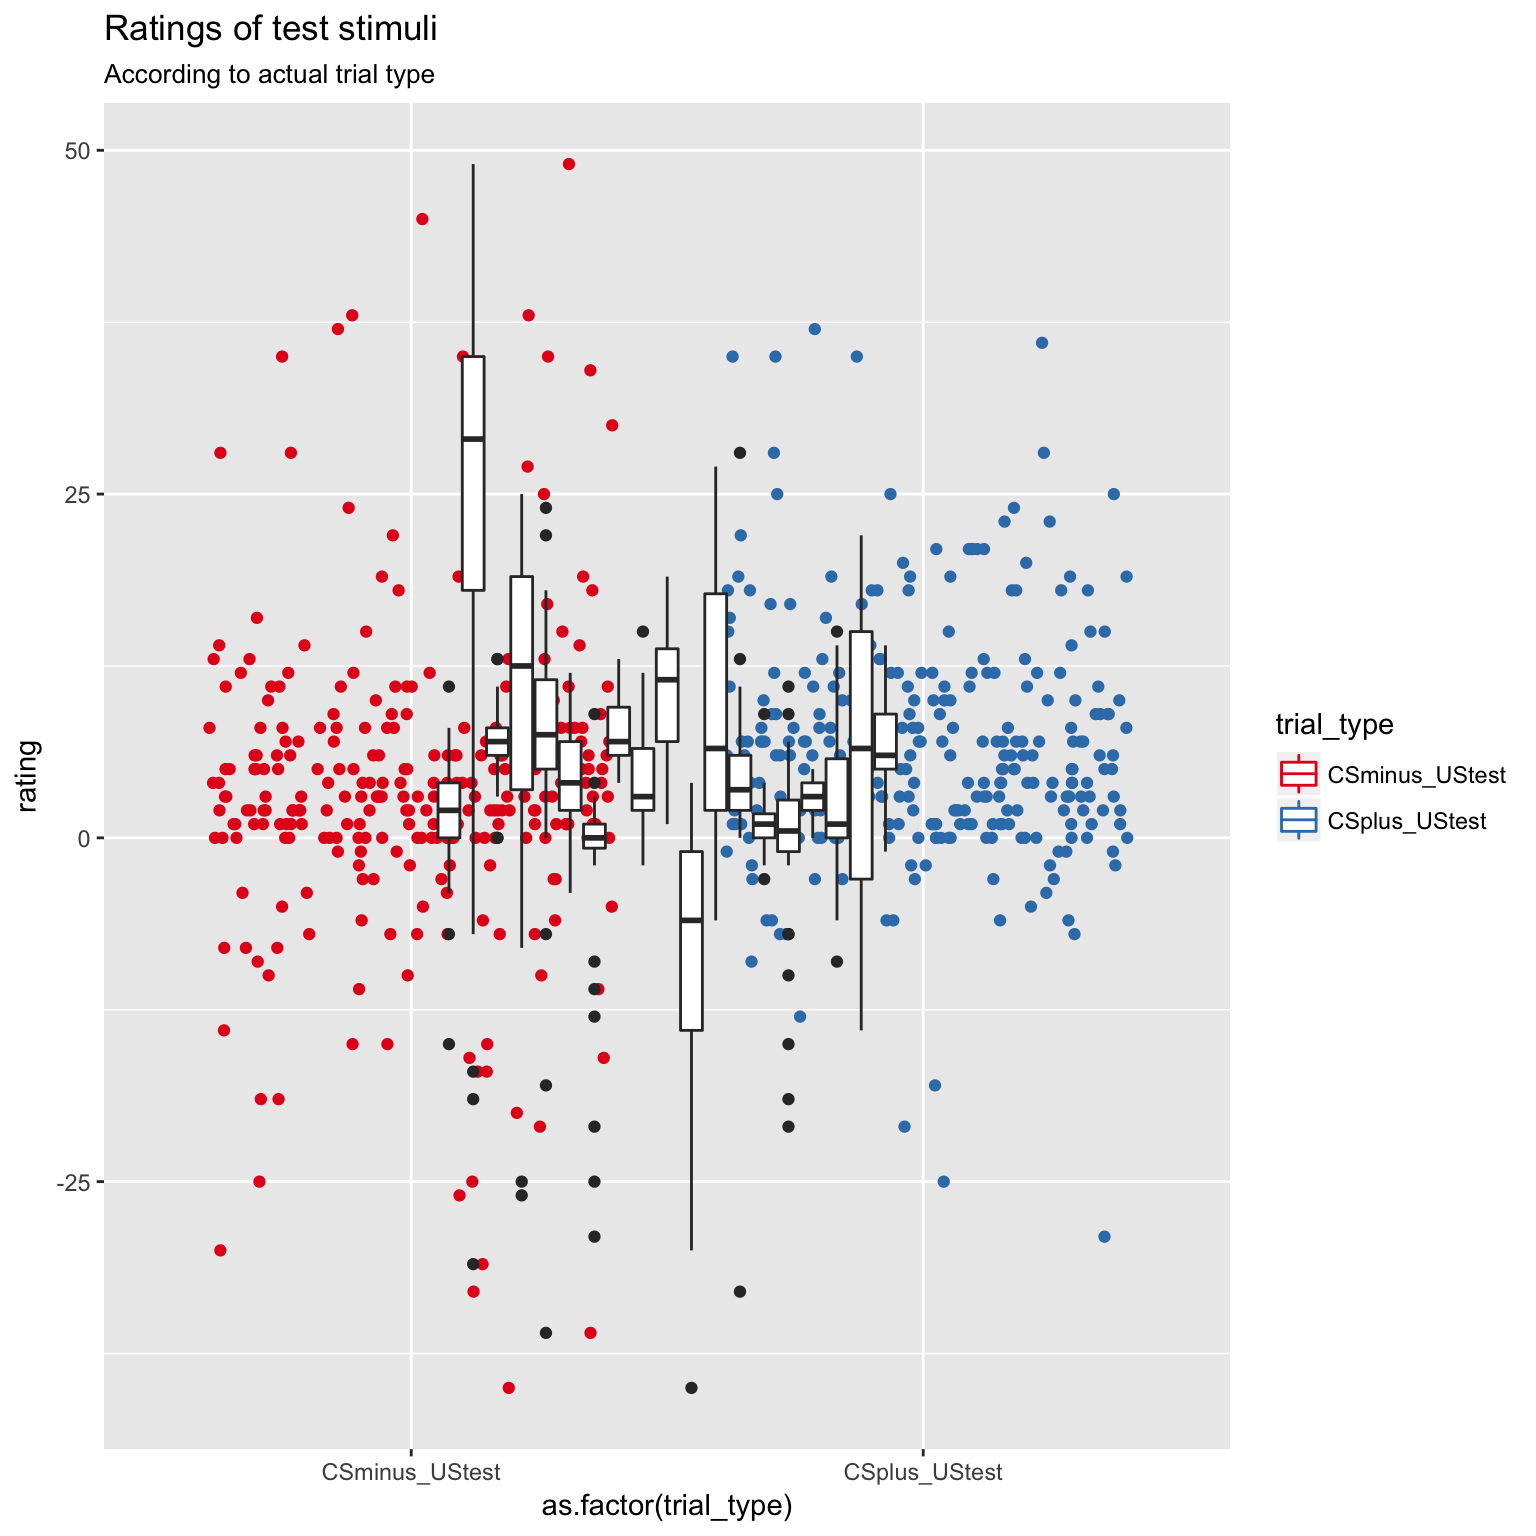 Ratings of test stimuli
According to actual trial type
50
25
0
-25
rating
CSminus_UStest
CSplus_UStest
as.factor(trial_type)
trial_type
CSminus_UStest
CSplus_UStest